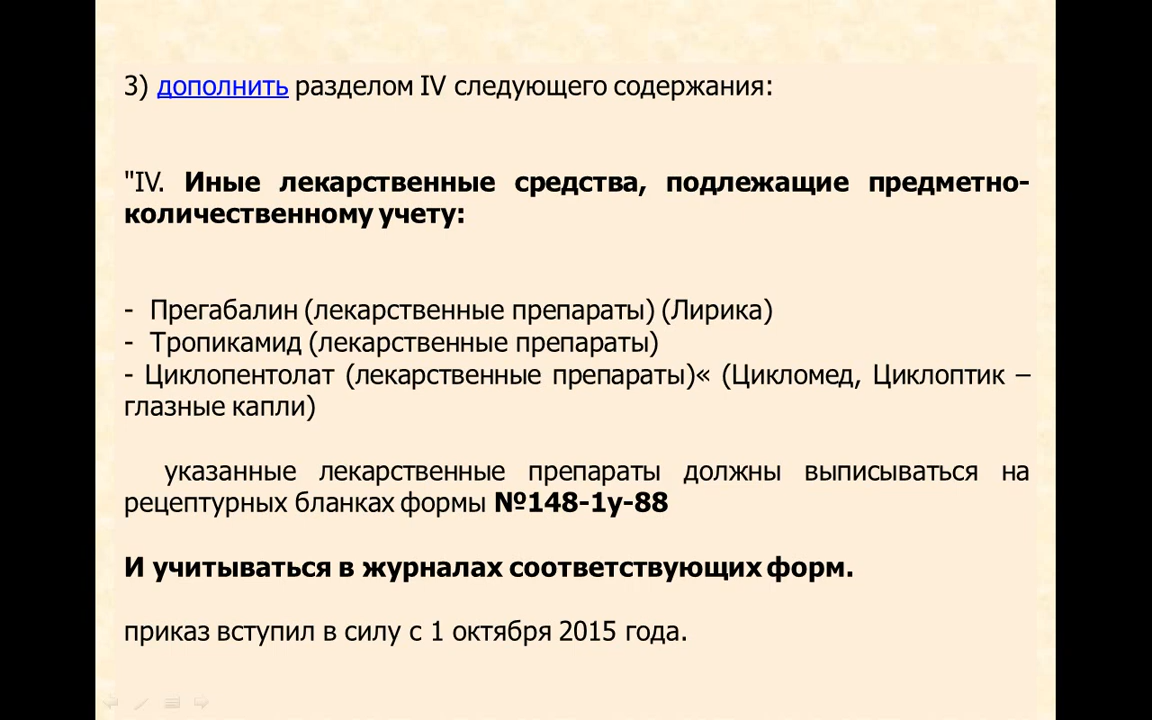 3) дополнить разделом IV следующего содержания:
"IV. Иные лекарственные средства, подлежащие предметно-
количественному учету:
- Прегабалин (лекарственные препараты) (Лирика)
- Тропикамид (лекарственные препараты)
- Циклопентолат (лекарственные препараты)« (Цикломед, Циклоптик –
глазные капли)
указанные лекарственные препараты должны выписываться на
рецептурных бланках формы №148-1у-88
И учитываться в журналах соответствующих форм.
приказ вступил в силу с 1 октября 2015 года.